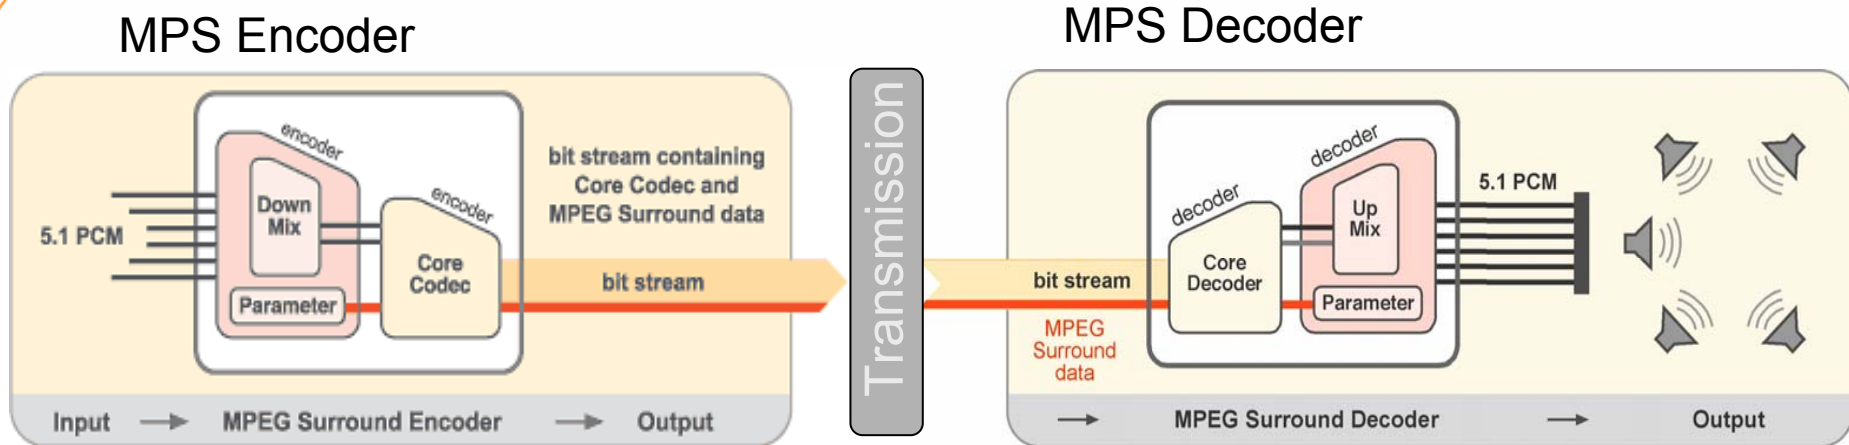 MPS Encoder
encoder
Down
Mix
5.1 PCM
Parameter
encoder
Core
Codec
bit stream containing
Core Codec and
MPEG Surround data
bit stream
Input
MPEG Surround Encoder
Output
Transmission
MPS Decoder
bit stream
MPEG
Surround
data
decoder
Core
Decoder
decoder
Up
Mix
Parameter
5.1 PCM
MPEG Surround Decoder
Output